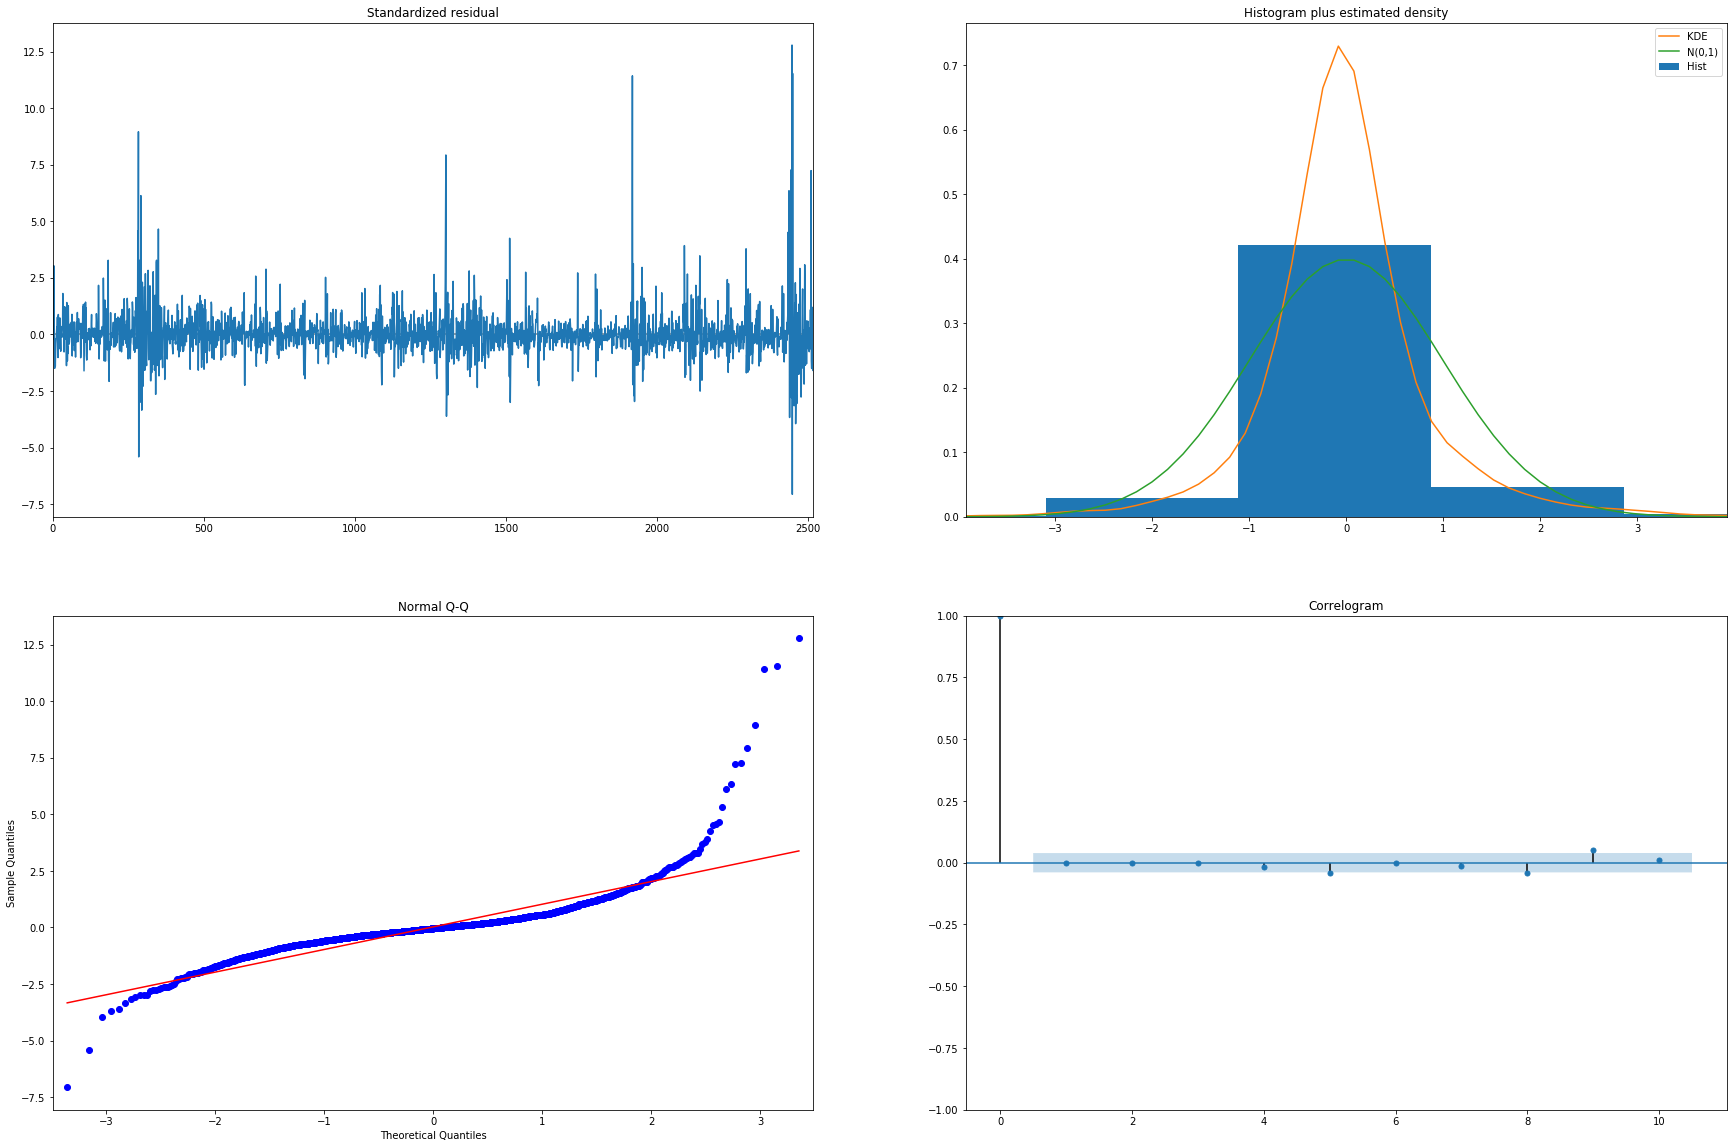 Standardized residual
12.5
10.0
7.5
5.0
2.5
0.0
−2.5
−5.0
−7.5
0 500 1000 1500 2000 2500
Histogram plus estimated density
KDE
N(0,1)
Hist
0.7
0.6
0.5
0.4
0.3
0.2
0.1
0.0
−3 −2 −1 0 1 2 3
Normal Q-Q
Sample Quantiles
12.5
10.0
7.5
5.0
2.5
0.0
−2.5
−5.0
−7.5
−3 −2 −1 0 1 2 3
Theoretical Quantiles
Correlogram
1.00
0.75
0.50
0.25
0.00
−0.25
−0.50
−0.75
−1.00
0 2 4 6 8 10